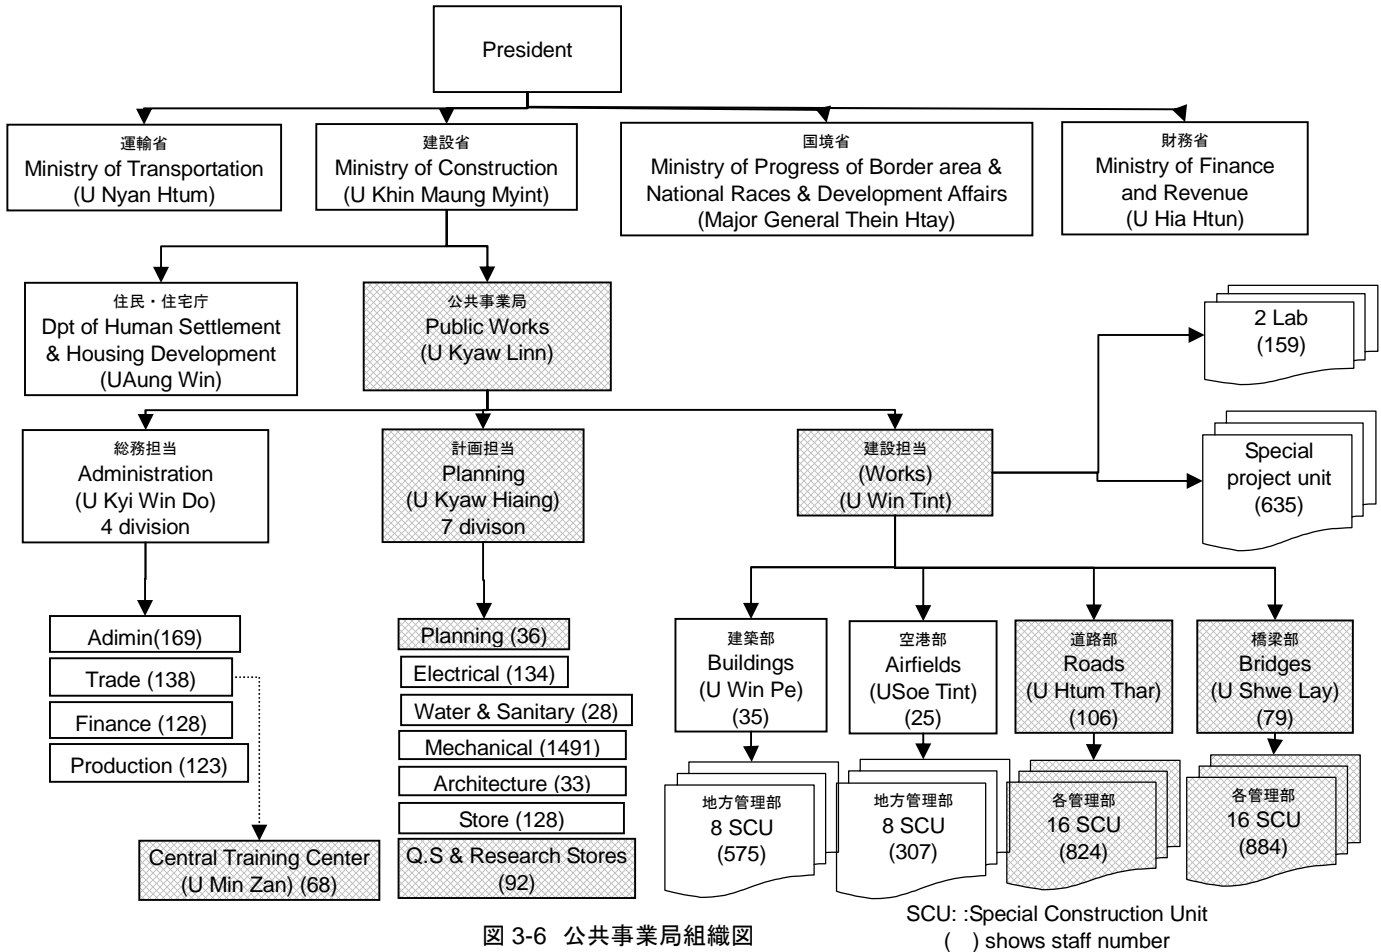 President
運輸省
Ministry of Transportation
(U Nyan Htum)
建設省
Ministry of Construction
(U Khin Maung Myint)
国境省
Ministry of Progress of Border area &
National Races & Development Affairs
(Major General Thein Htay)
財務省
Ministry of Finance
and Revenue
(U Hia Htun)
住民・住宅庁
Dpt of Human Settlement
& Housing Development
(UAung Win)
公共事業局
Public Works
(U Kyaw Linn)
2 Lab
(159)
総務担当
Administration
(U Kyi Win Do)
4 division
計画担当
Planning
(U Kyaw Hiaing)
7 divison
建設担当
(Works)
(U Win Tint)
Special
project unit
(635)
Adimin(169)
Trade (138)
Finance (128)
Production (123)
Central Training Center
(U Min Zan) (68)
Planning (36)
Electrical (134)
Water & Sanitary (28)
Mechanical (1491)
Architecture (33)
Store (128)
Q.S & Research Stores
(92)
建築部
Buildings
(U Win Pe)
(35)
空港部
Airfields
(USoe Tint)
(25)
道路部
Roads
(U Htum Thar)
(106)
橋梁部
Bridges
(U Shwe Lay)
(79)
地方管理部
8 SCU
(575)
地方管理部
8 SCU
(307)
各管理部
16 SCU
(824)
各管理部
16 SCU
(884)
SCU: :Special Construction Unit
( ) shows staff number
図 3-6 公共事業局組織図